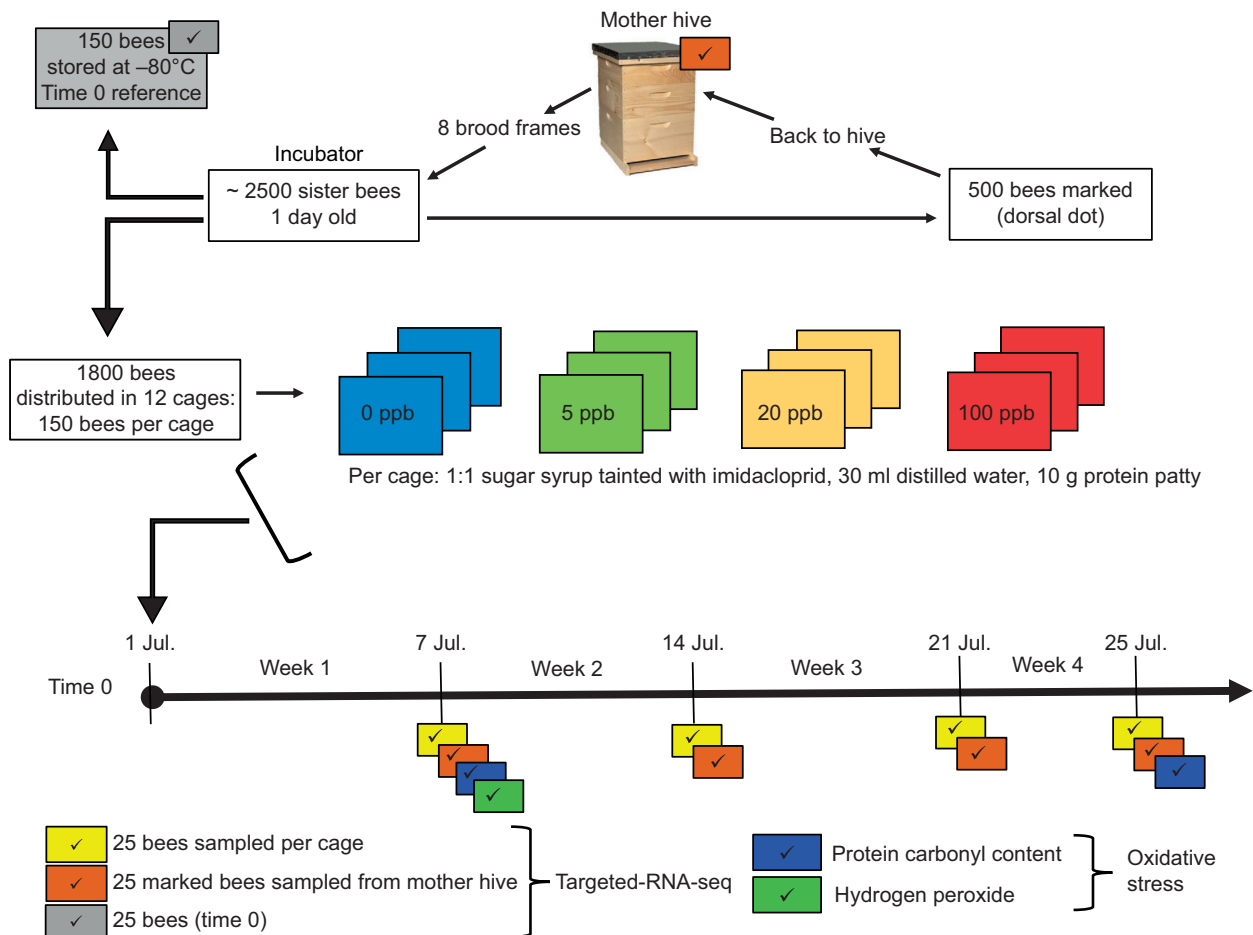 Mother hive
150 bees ✓
stored at –80°C
Time 0 reference
✓
8 brood frames
Back to hive
Incubator
~ 2500 sister bees
1 day old
500 bees marked
(dorsal dot)
1800 bees
distributed in 12 cages:
150 bees per cage
0 ppb
5 ppb
20 ppb
100 ppb
Per cage: 1:1 sugar syrup tainted with imidacloprid, 30 ml distilled water, 10 g protein patty
1 Jul.
7 Jul.
14 Jul.
21 Jul.
25 Jul.
Time 0
Week 1
Week 2
Week 3
Week 4
✓ ✓ ✓ ✓
✓ ✓
✓ ✓
✓ ✓ ✓
✓ 25 bees sampled per cage
✓ 25 marked bees sampled from mother hive
✓ 25 bees (time 0)
Targeted-RNA-seq
✓ Protein carbonyl content
✓ Hydrogen peroxide
Oxidative
stress